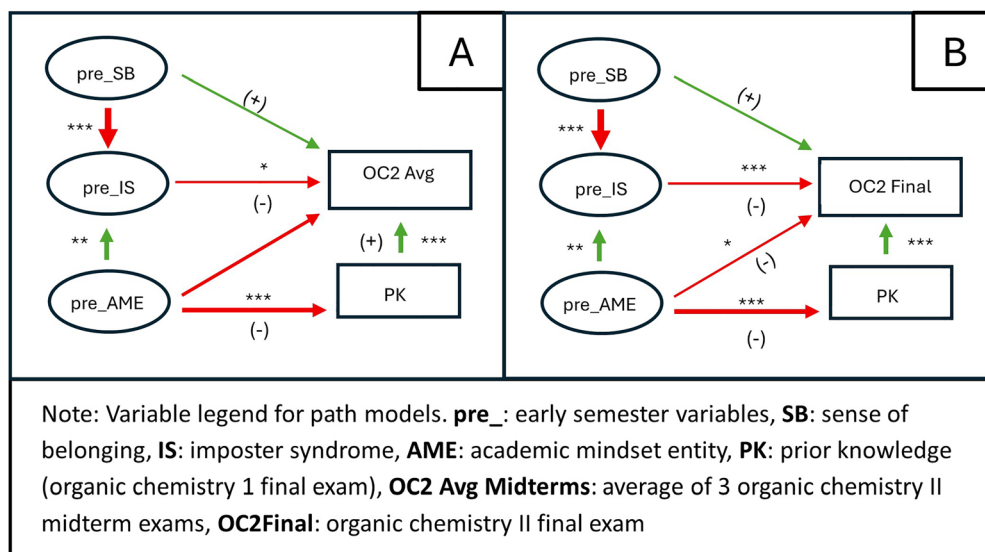 A
pre_SB
(+)
***
*
OC2 Avg
pre_IS
(-)
**
(+)
***
pre_AME
***
PK
(-)
B
pre_SB
(+)
***
***
pre_IS
OC2 Final
(-)
**
*
***
(-)
pre_AME
***
PK
(-)
Note: Variable legend for path models. pre_: early semester variables, SB: sense of
belonging, IS: imposter syndrome, AME: academic mindset entity, PK: prior knowledge
(organic chemistry 1 final exam), OC2 Avg Midterms: average of 3 organic chemistry II
midterm exams, OC2Final: organic chemistry II final exam